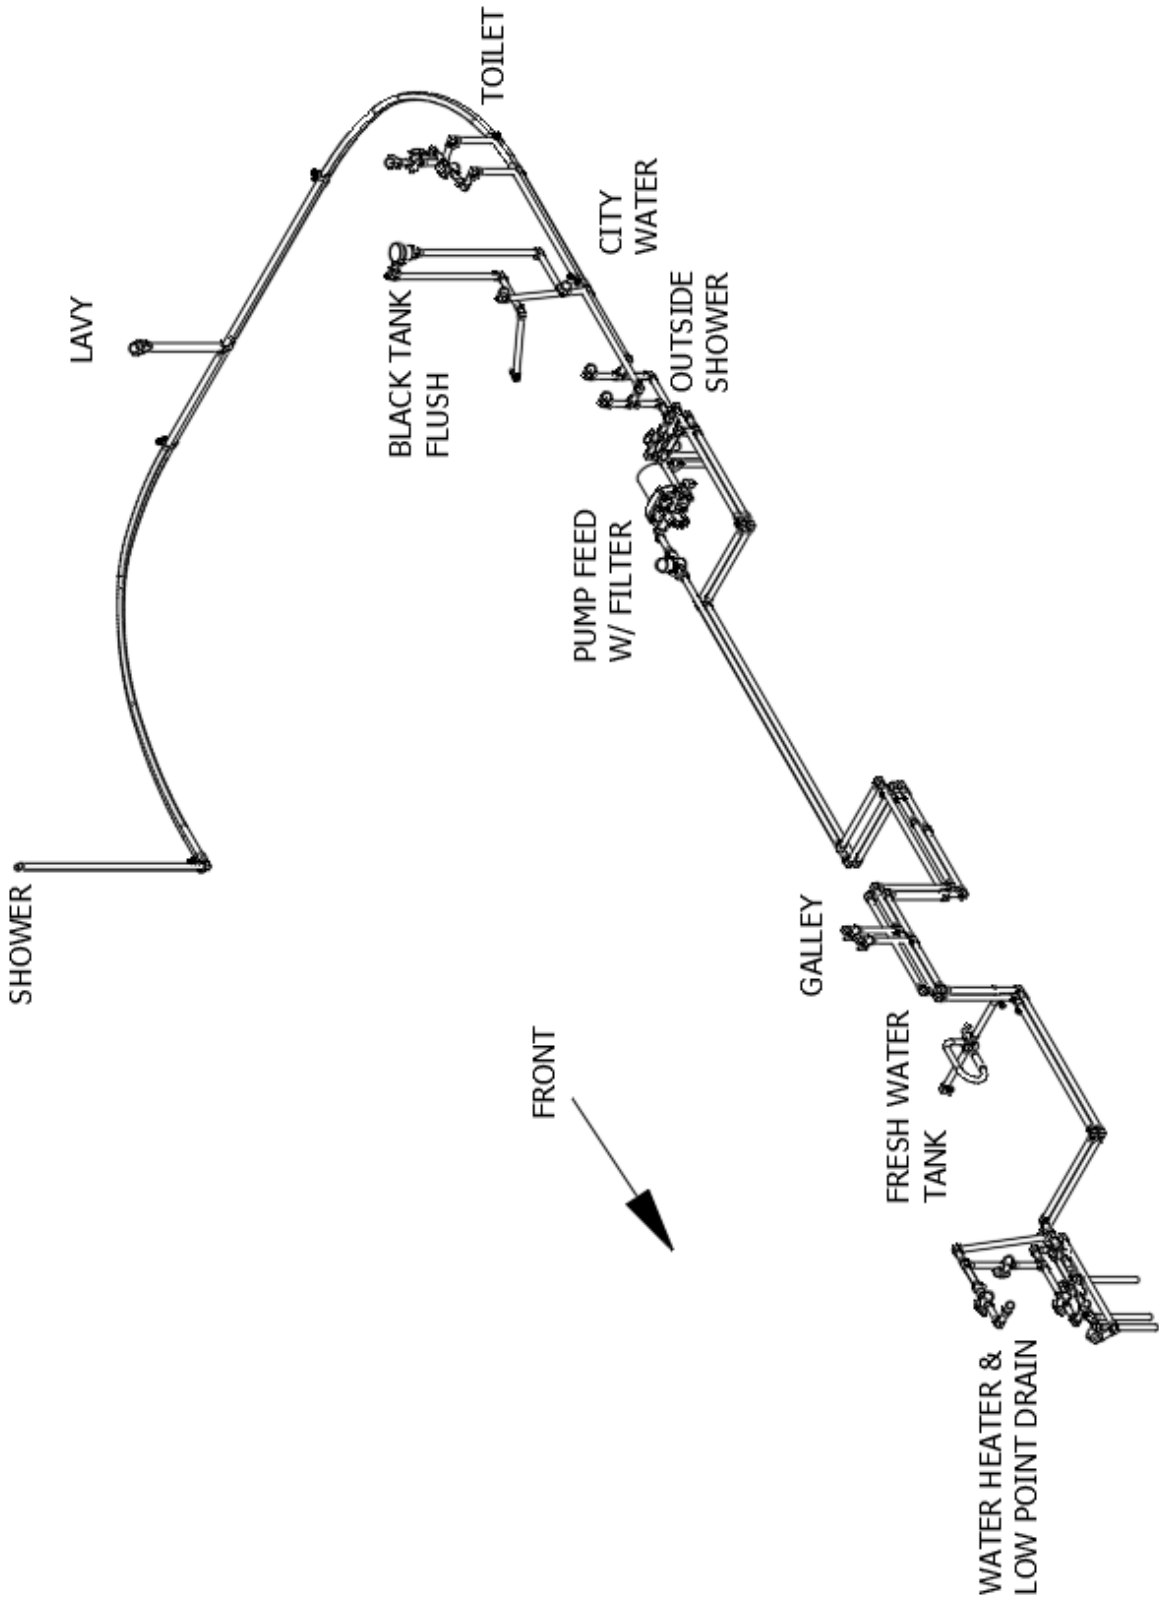 SHOWER
LAVY
TOILET
BLACK TANK
FLUSH
CITY
WATER
OUTSIDE
SHOWER
PUMP FEED
W/ FILTER
GALLEY
FRONT
FRESH WATER
TANK
WATER HEATER &
LOW POINT DRAIN